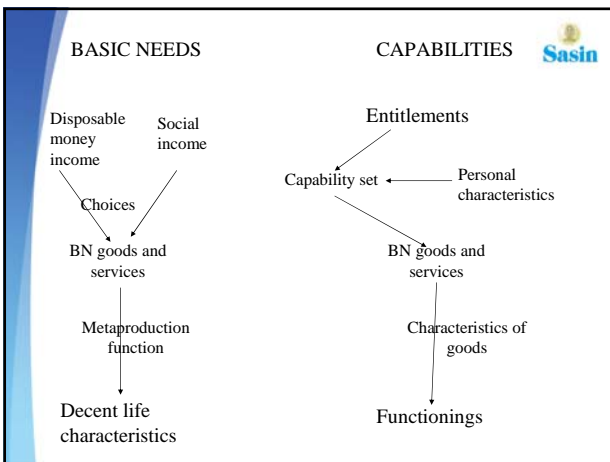 BASIC NEEDS
CAPABILITIES
Sasin
Disposable
money
income
Social
income
Choices
BN goods and
services
Metaproduction
function
Decent life
characteristics
Entitlements
Capability set
Personal
characteristics
BN goods and
services
Characteristics of
goods
Functionings